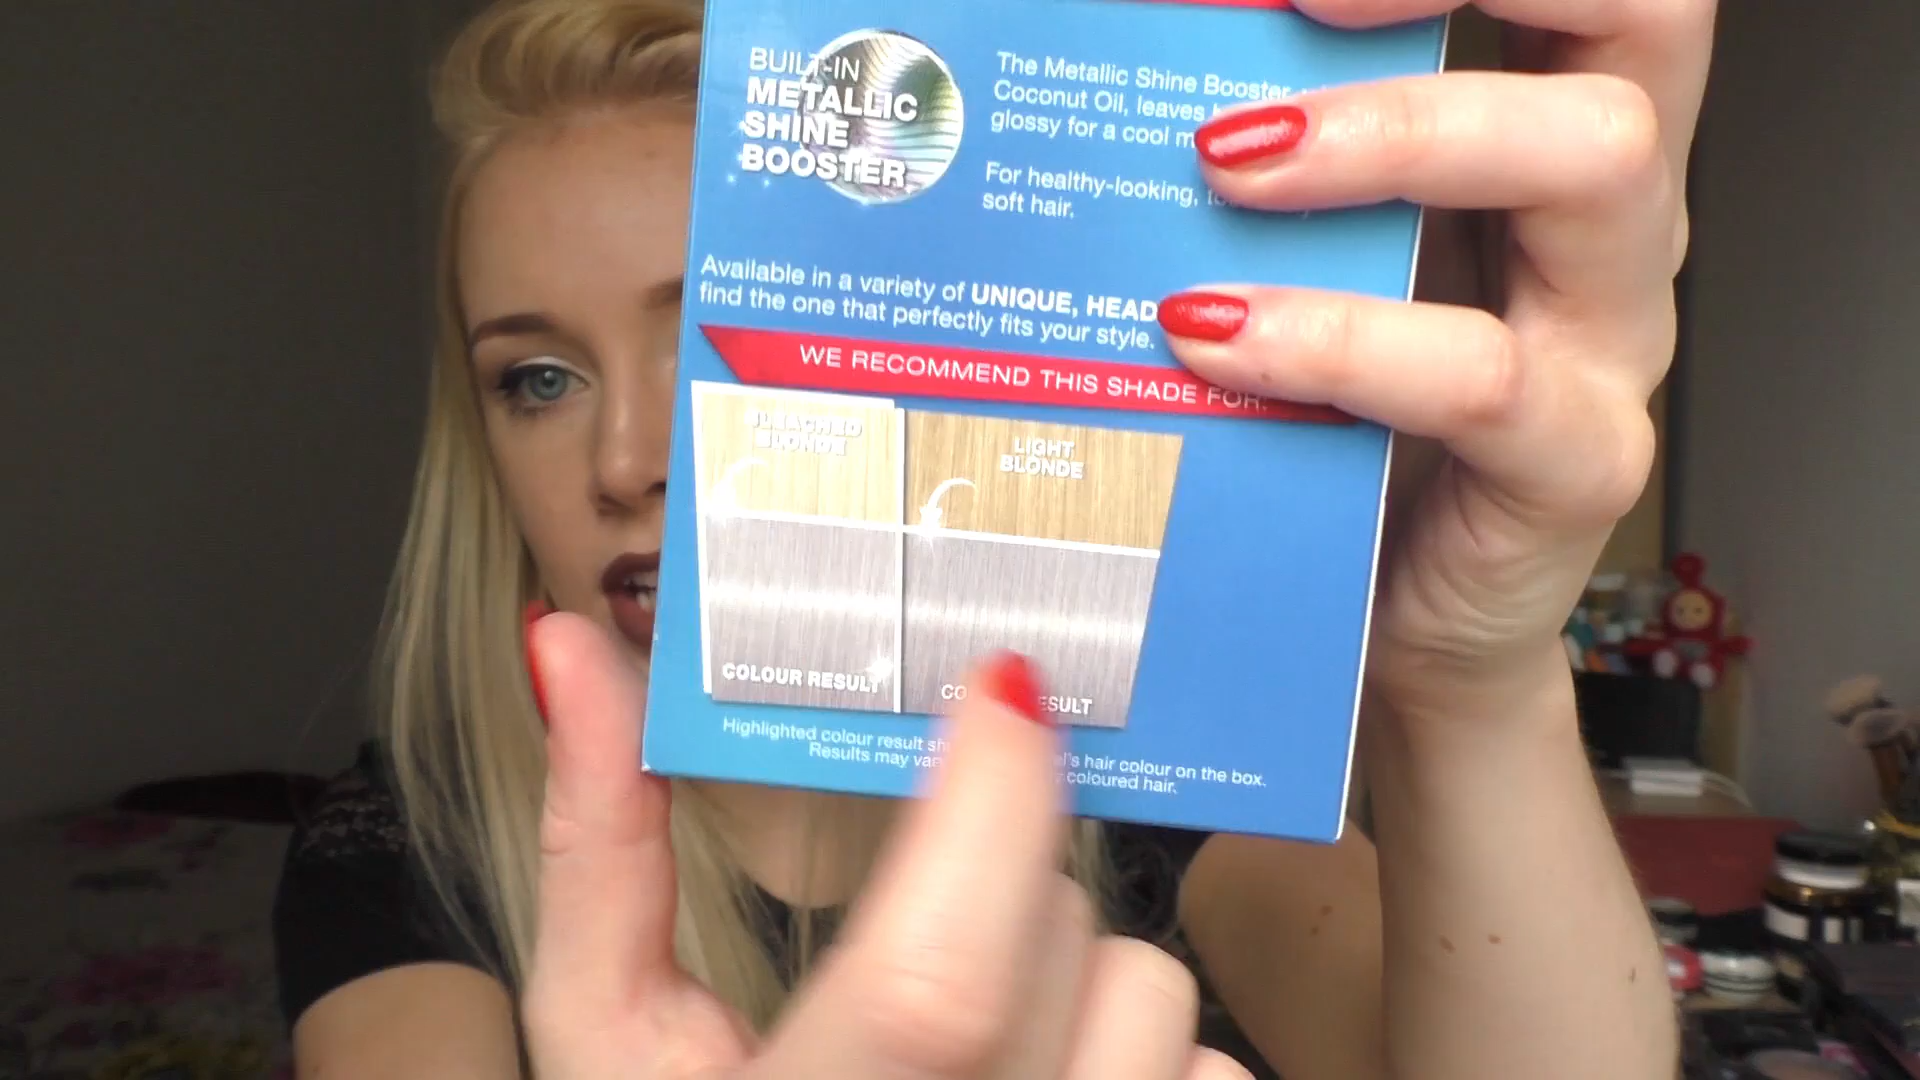 BUILT-IN
METALLIC
SHINE
BOOSTER
The Metallic Shine Booster
Coconut Oil, leaves
glossy for a cool
For healthy-looking,
soft hair.
Available in a variety of UNIQUE, HEAD
find the one that perfectly fits your style.
WE RECOMMEND THIS SHADE FOR:
BLEACHED
BLONDE
COLOUR RESULT
LIGHT
BLONDE
Highlighted colour result hair colour on the box.
Results may coloured hair.